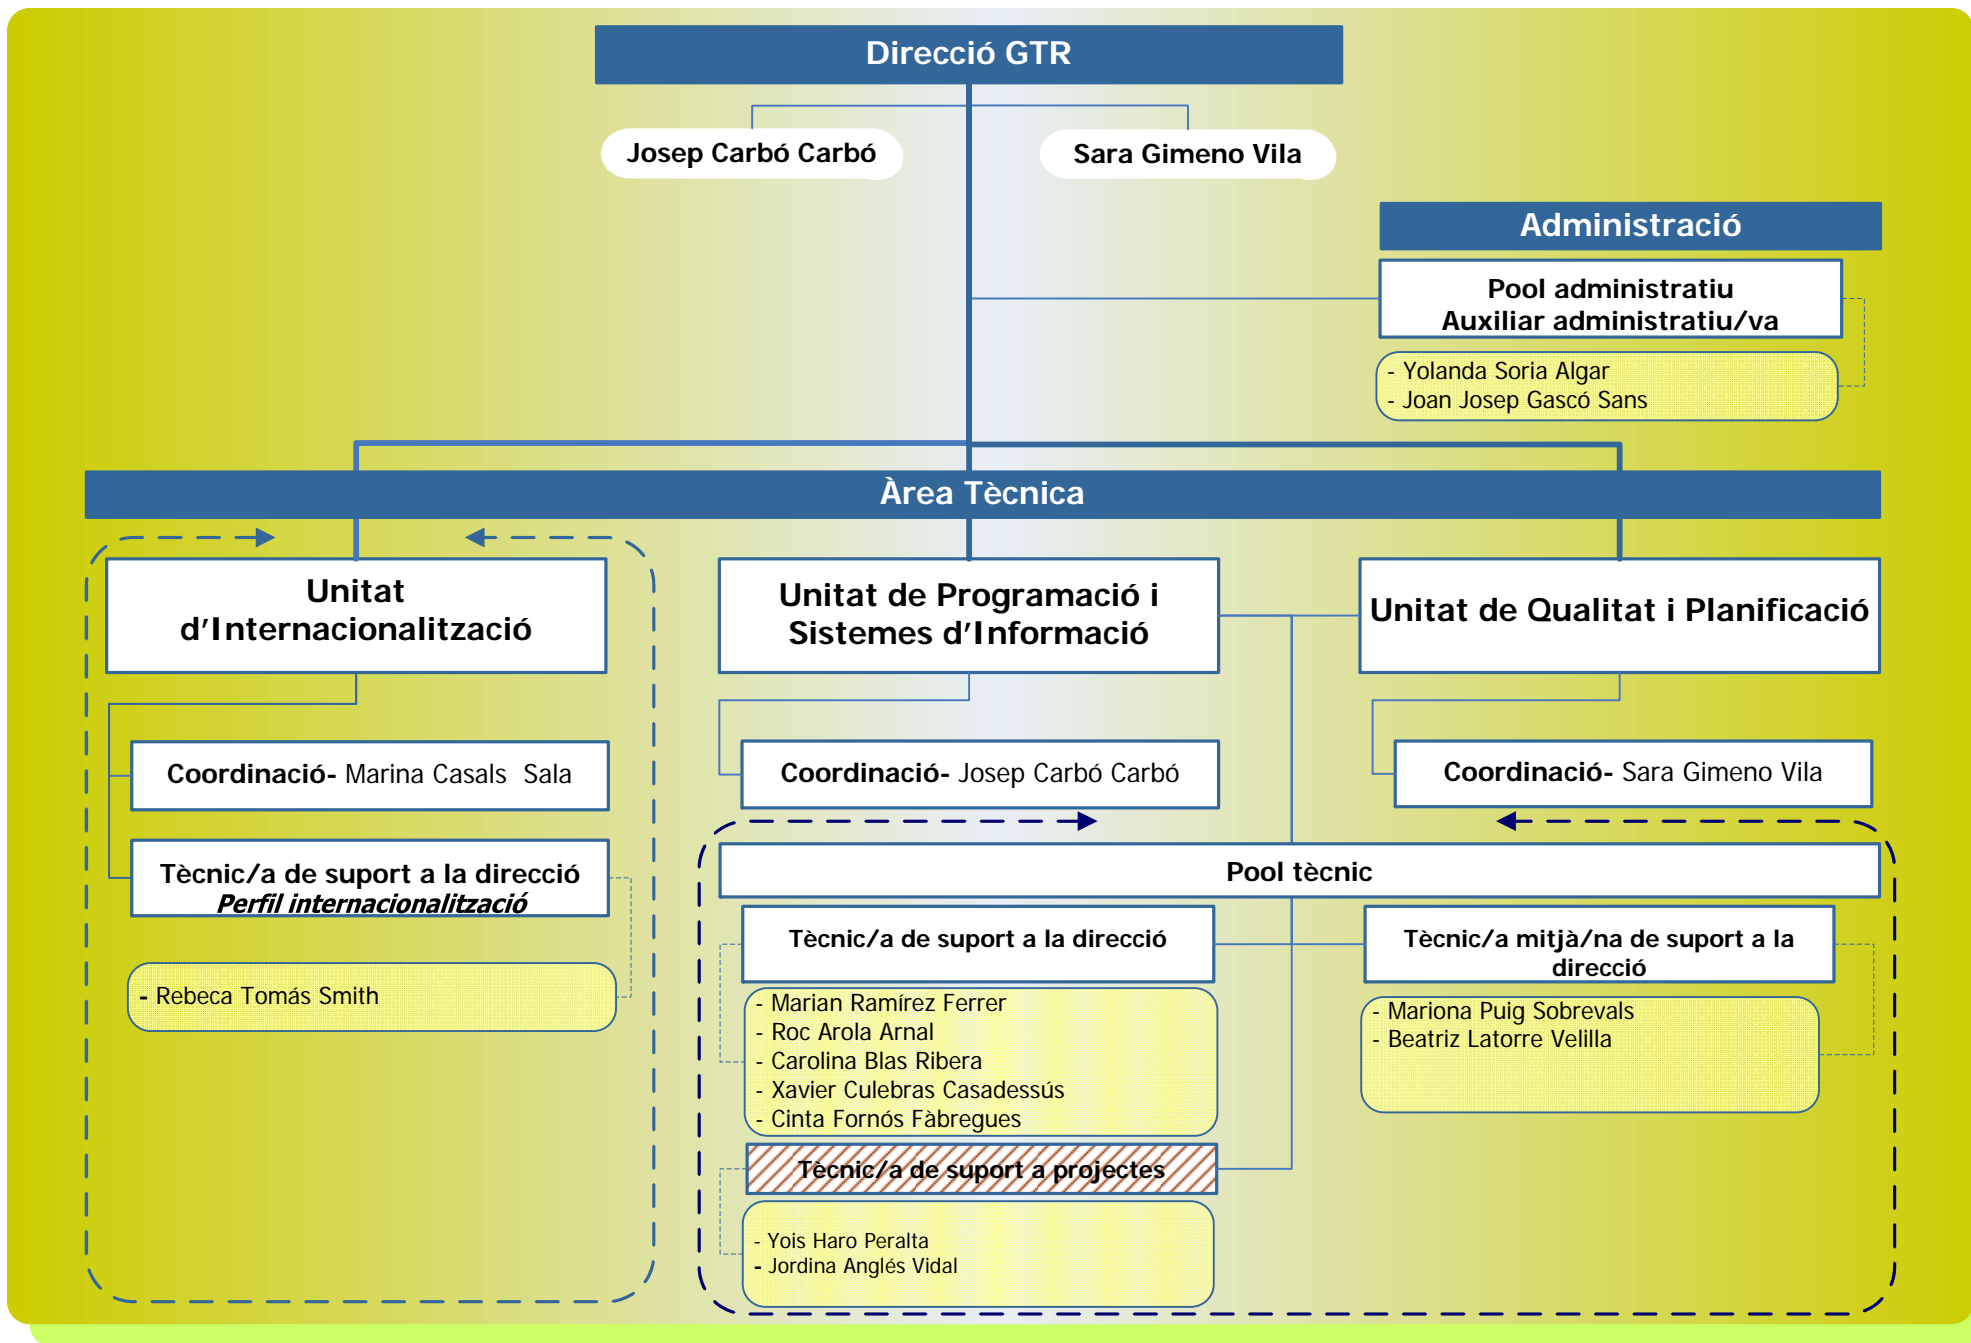 Direcció GTR
Josep Carbó Carbó
Sara Gimeno Vila
Administració
Pool administratiu
Auxiliar administratiu/va
- Yolanda Soria Algar
- Joan Josep Gascó Sans
Àrea Tècnica
Unitat
d'Internacionalització
Coordinació- Marina Casals Sala
Tècnic/a de suport a la direcció
Perfil internacionalització
- Rebeca Tomás Smith
Unitat de Programació i
Sistemes d'Informació
Coordinació- Josep Carbó Carbó
Unitat de Qualitat i Planificació
Coordinació- Sara Gimeno Vila
Pool tècnic
Tècnic/a de suport a la direcció
- Marian Ramírez Ferrer
- Roc Arola Arnal
- Carolina Blas Ribera
- Xavier Culebras Casadessús
- Cinta Fornós Fàbregues
Tècnic/a mitjà/na de suport a la
direcció
- Mariona Puig Sobrevals
- Beatriz Latorre Velilla
Tècnic/a de suport a projectes
- Yois Haro Peralta
- Jordina Anglés Vidal